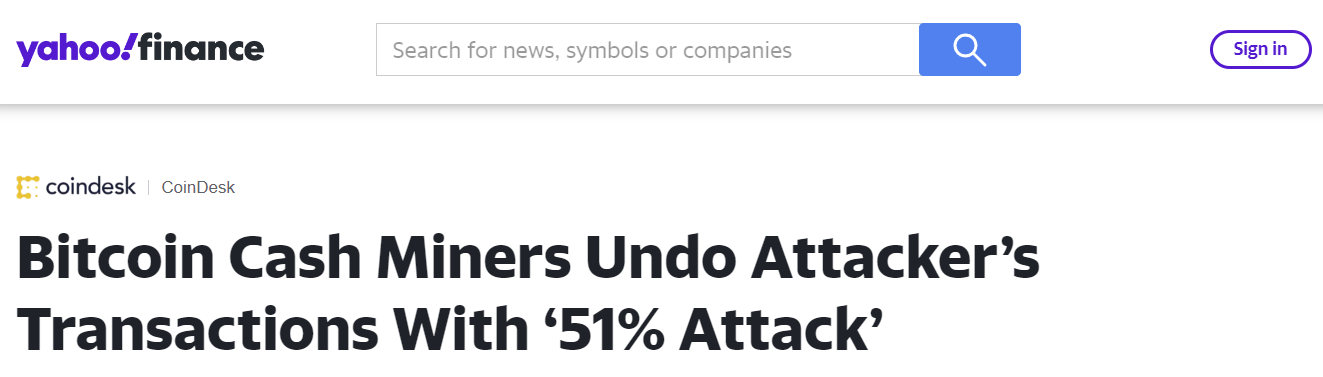 yahoo!finance
Search for news, symbols or companies
Sign in
coindesk
CoinDesk
Bitcoin Cash Miners Undo Attacker’s
Transactions With ‘51% Attack’